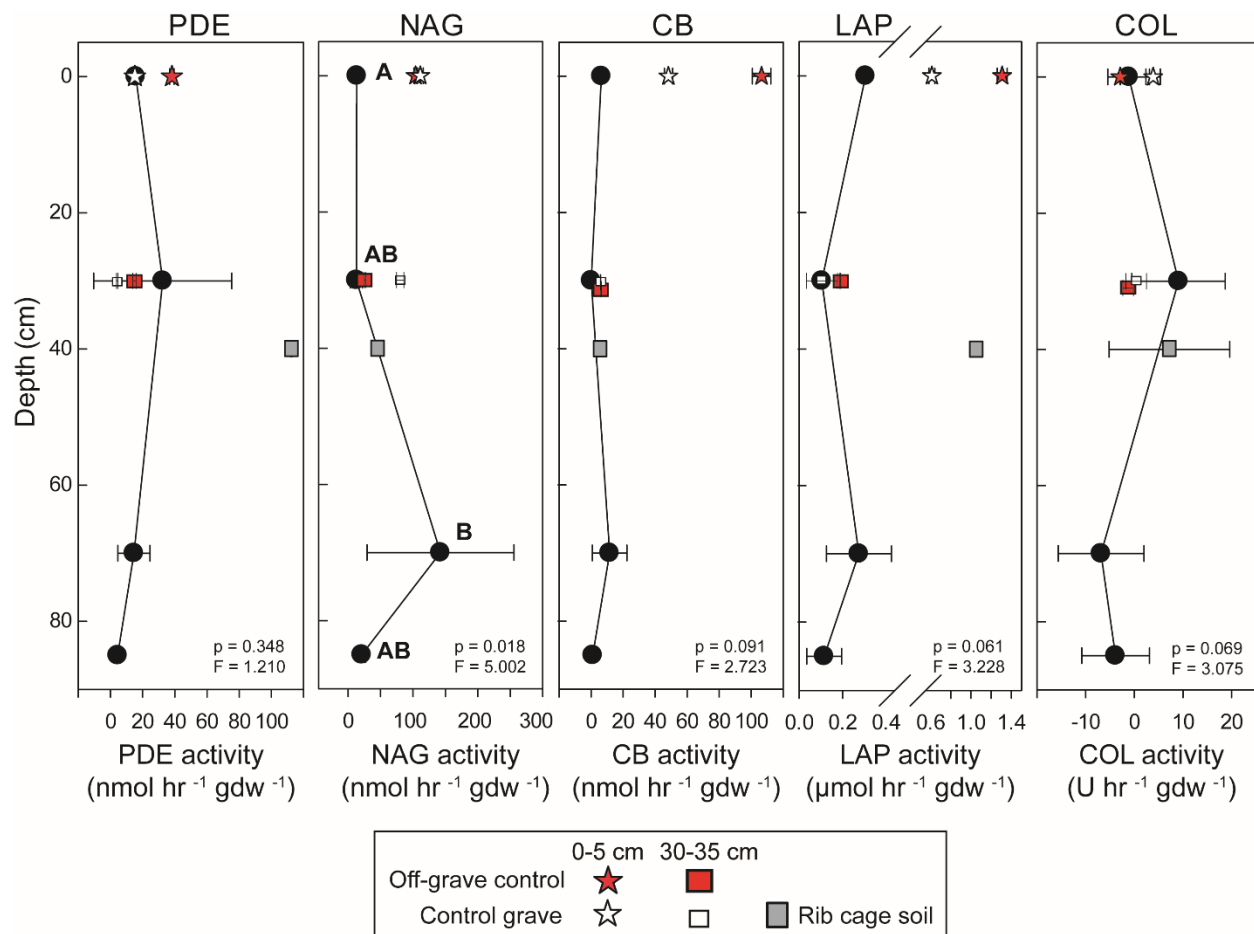 PDE NAG CB LAP COL
0
20
40
60
80
Depth (cm)
A
AB
B
AB
p = 0.348
F = 1.210
p = 0.018
F = 5.002
p = 0.091
F = 2.723
p = 0.061
F = 3.228
p = 0.069
F = 3.075
0 20 40 60 80 100
0 100 200 300
0 20 40 60 80 100
0.0 0.2 0.4 0.6 1.0 1.4
-10 0 10 20
PDE activity
(nmol hr -1 gdw -1)
NAG activity
(nmol hr -1 gdw -1)
CB activity
(nmol hr -1 gdw -1)
LAP activity
(µmol hr -1 gdw -1)
COL activity
(U hr -1 gdw -1)
0-5 cm 30-35 cm
Off-grave control
Control grave Rib cage soil